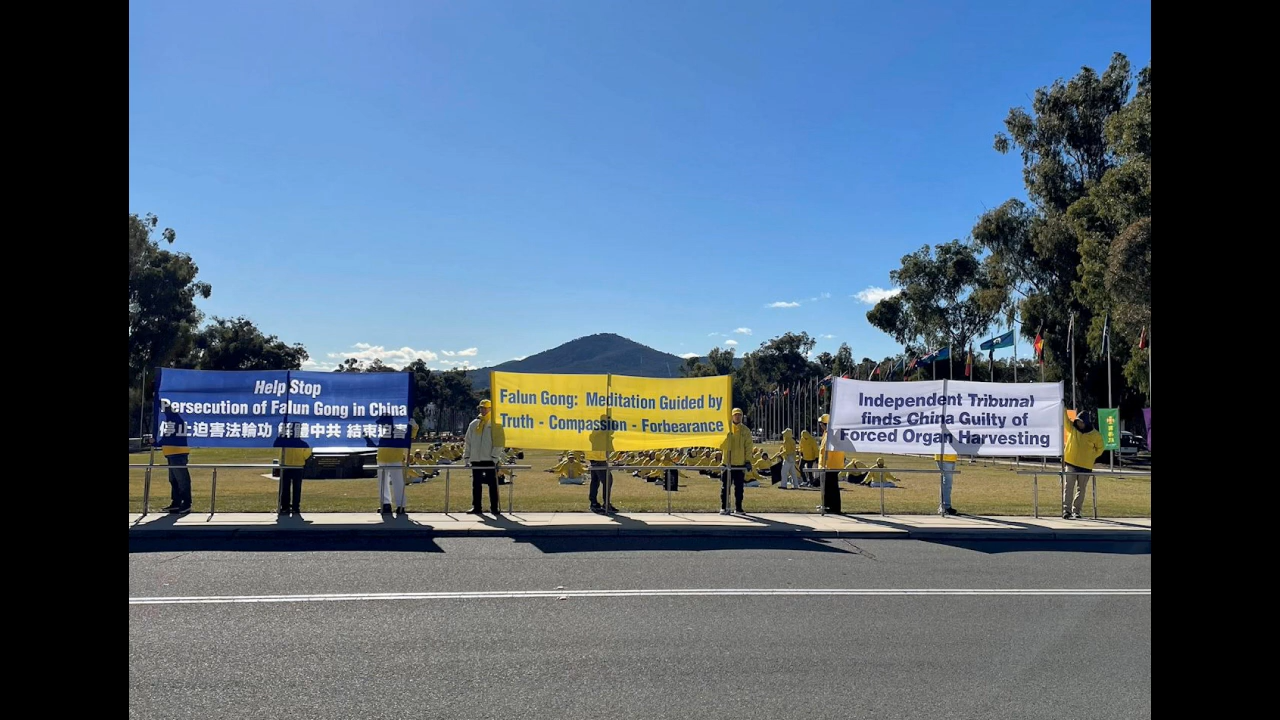 Help Stop
Persecution of Falun Gong in China
停止迫害法輪功 解體中共 結束迫害
Falun Gong: Meditation Guided by
Truth - Compassion - Forbearance
Independent Tribunal
finds China Guilty of
Forced Organ Harvesting